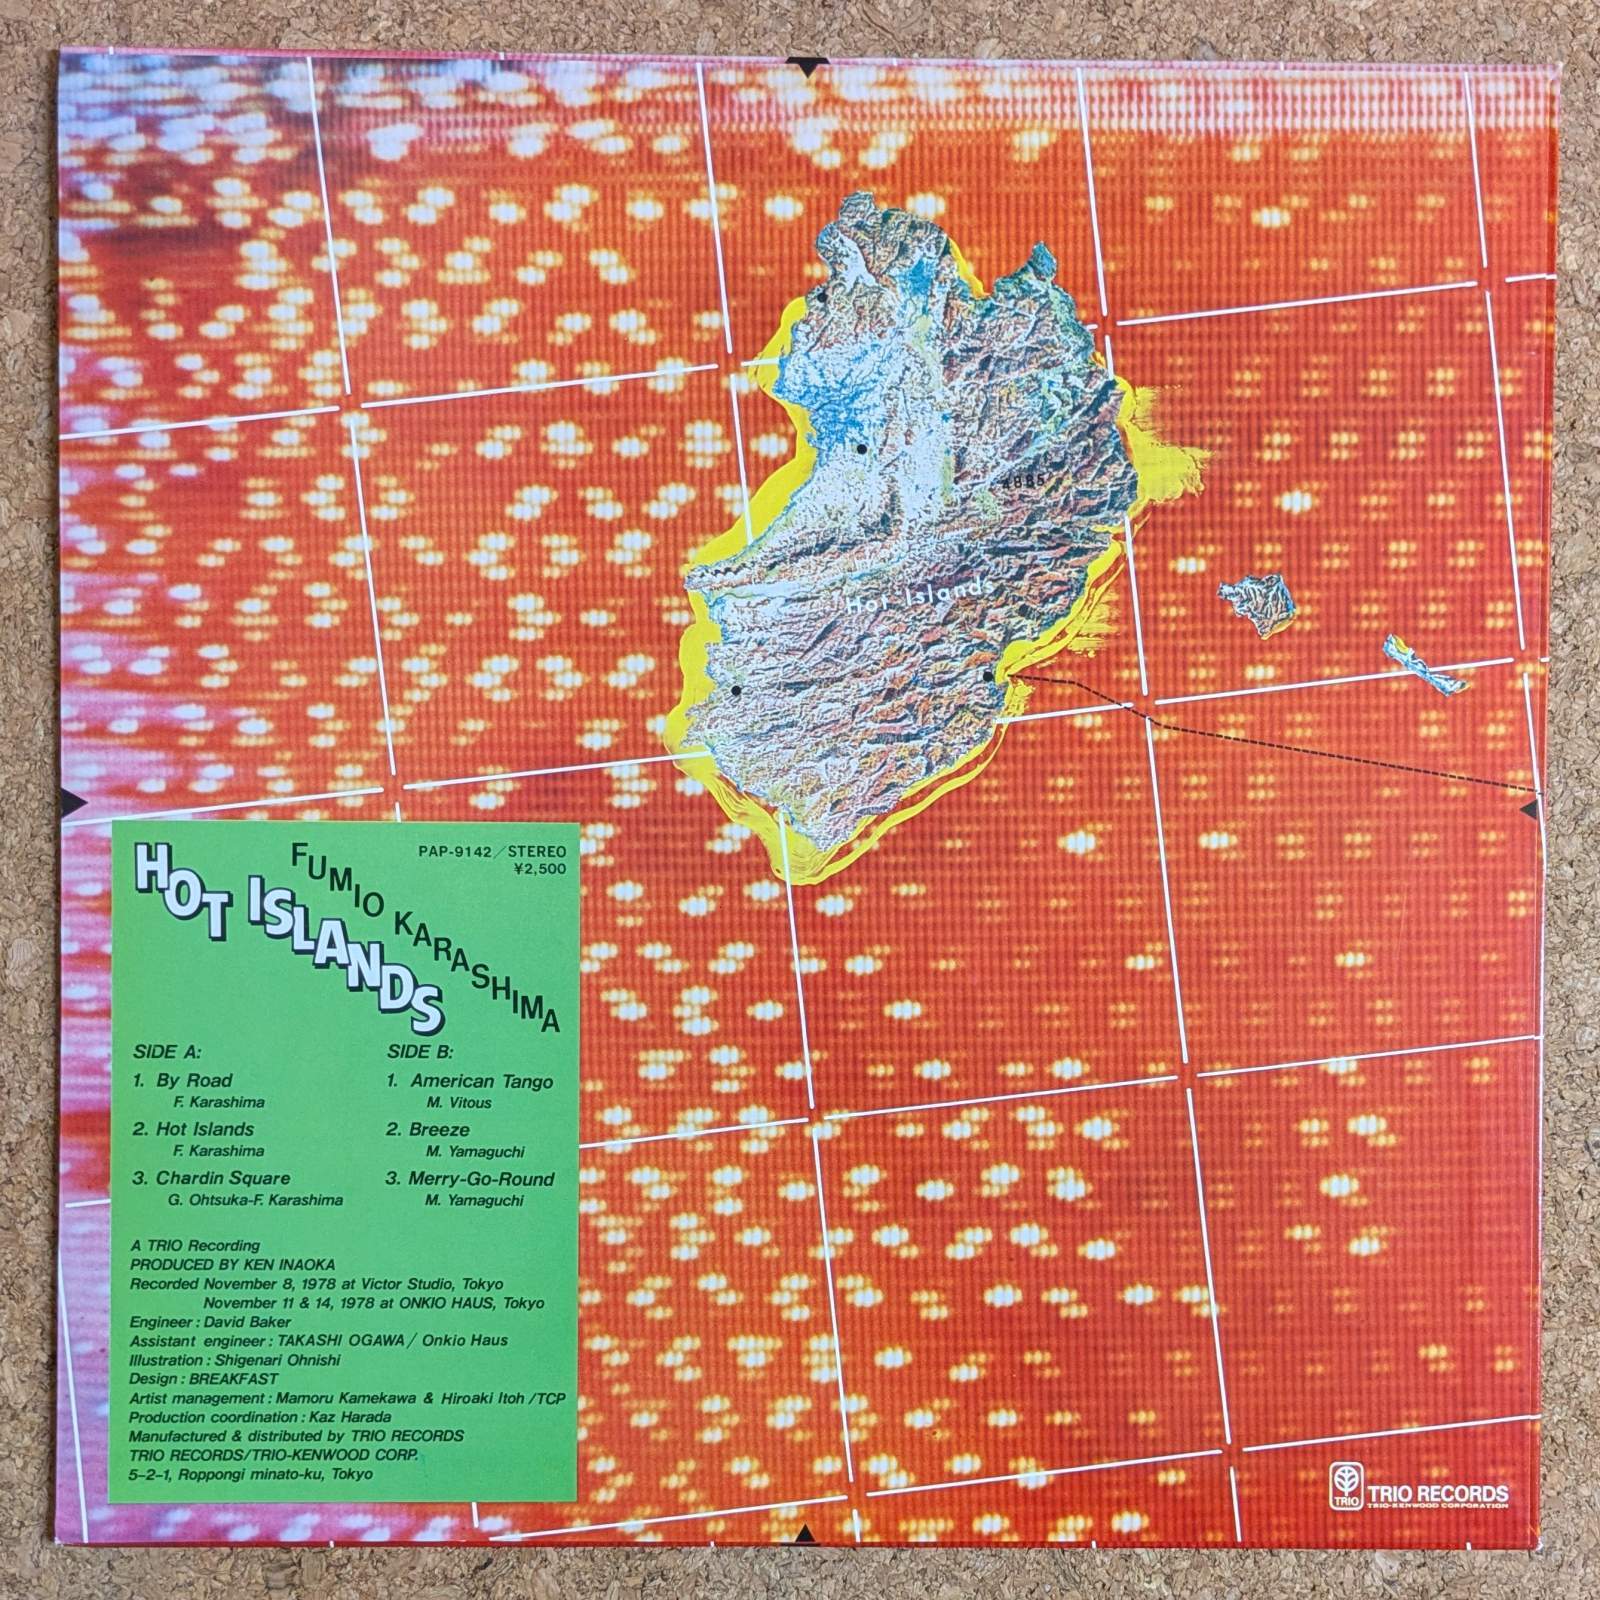 4885
Hot Islands
HOT ISLANDS
FUMIO KARASHIMA
PAP-9142/STEREO
¥2,500
SIDE A:
1. By Road
F. Karashima
2. Hot Islands
F. Karashima
3. Chardin Square
G. Ohtsuka-F. Karashima
SIDE B:
1. American Tango
M. Vitous
2. Breeze
M. Yamaguchi
3. Merry-Go-Round
M. Yamaguchi
A TRIO Recording
PRODUCED BY KEN INAOKA
Recorded November 8, 1978 at Victor Studio, Tokyo
November 11 & 14, 1978 at ONKIO HAUS, Tokyo
Engineer : David Baker
Assistant engineer : TAKASHI OGAWA/ Onkio Haus
Illustration : Shigenari Ohnishi
Design : BREAKFAST
Artist management : Mamoru Kamekawa & Hiroaki Itoh /TCP
Production coordination : Kaz Harada
Manufactured & distributed by TRIO RECORDS
TRIO RECORDS/TRIO-KENWOOD CORP.
5-2-1, Roppongi minato-ku, Tokyo
TRIO
TRIO RECORDS
TRIO-KENWOOD CORPORATION